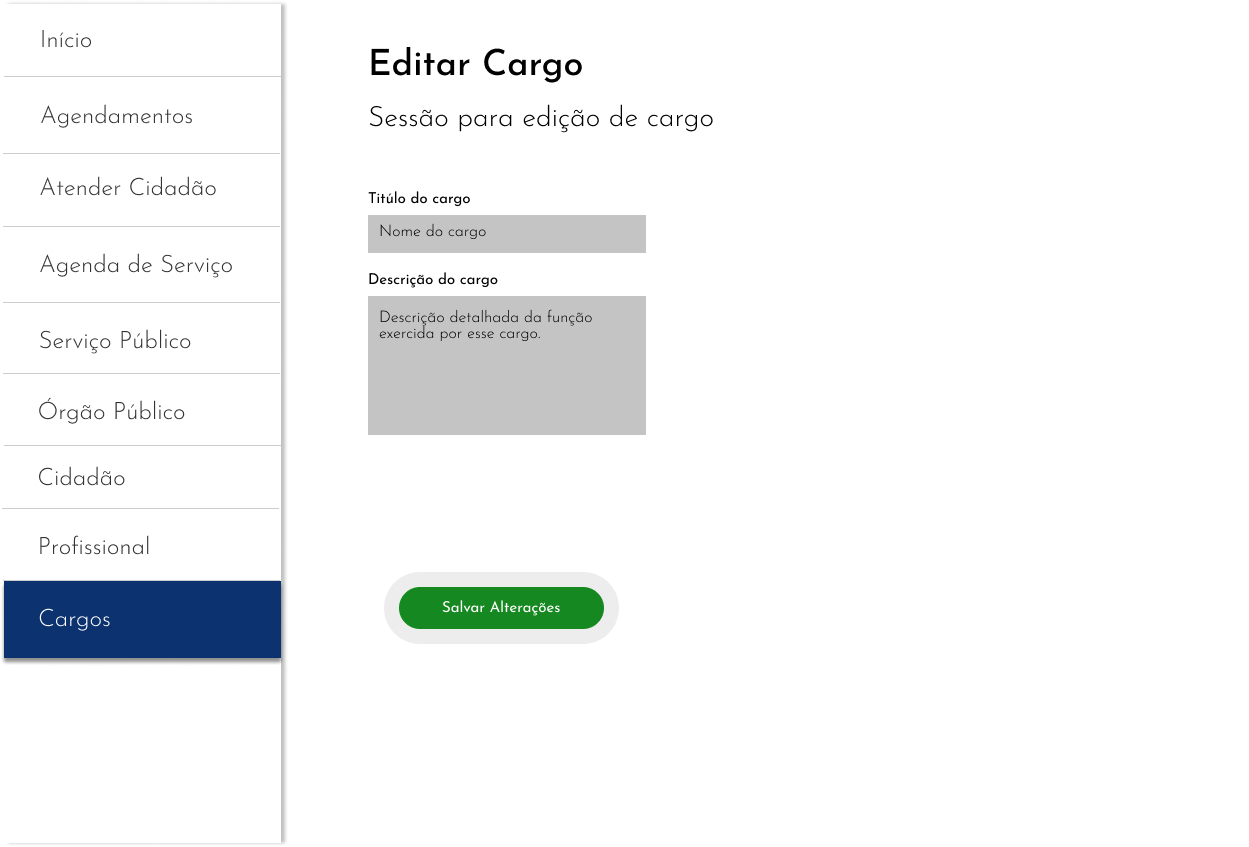 Início
Agendamentos
Atender Cidadão
Agenda de Serviço
Serviço Público
Órgão Público
Cidadão
Profissional
Cargos
Editar Cargo
Sessão para edição de cargo
Titúlo do cargo
Nome do cargo
Descrição do cargo
Descrição detalhada da função
exercida por esse cargo.
Salvar Alterações